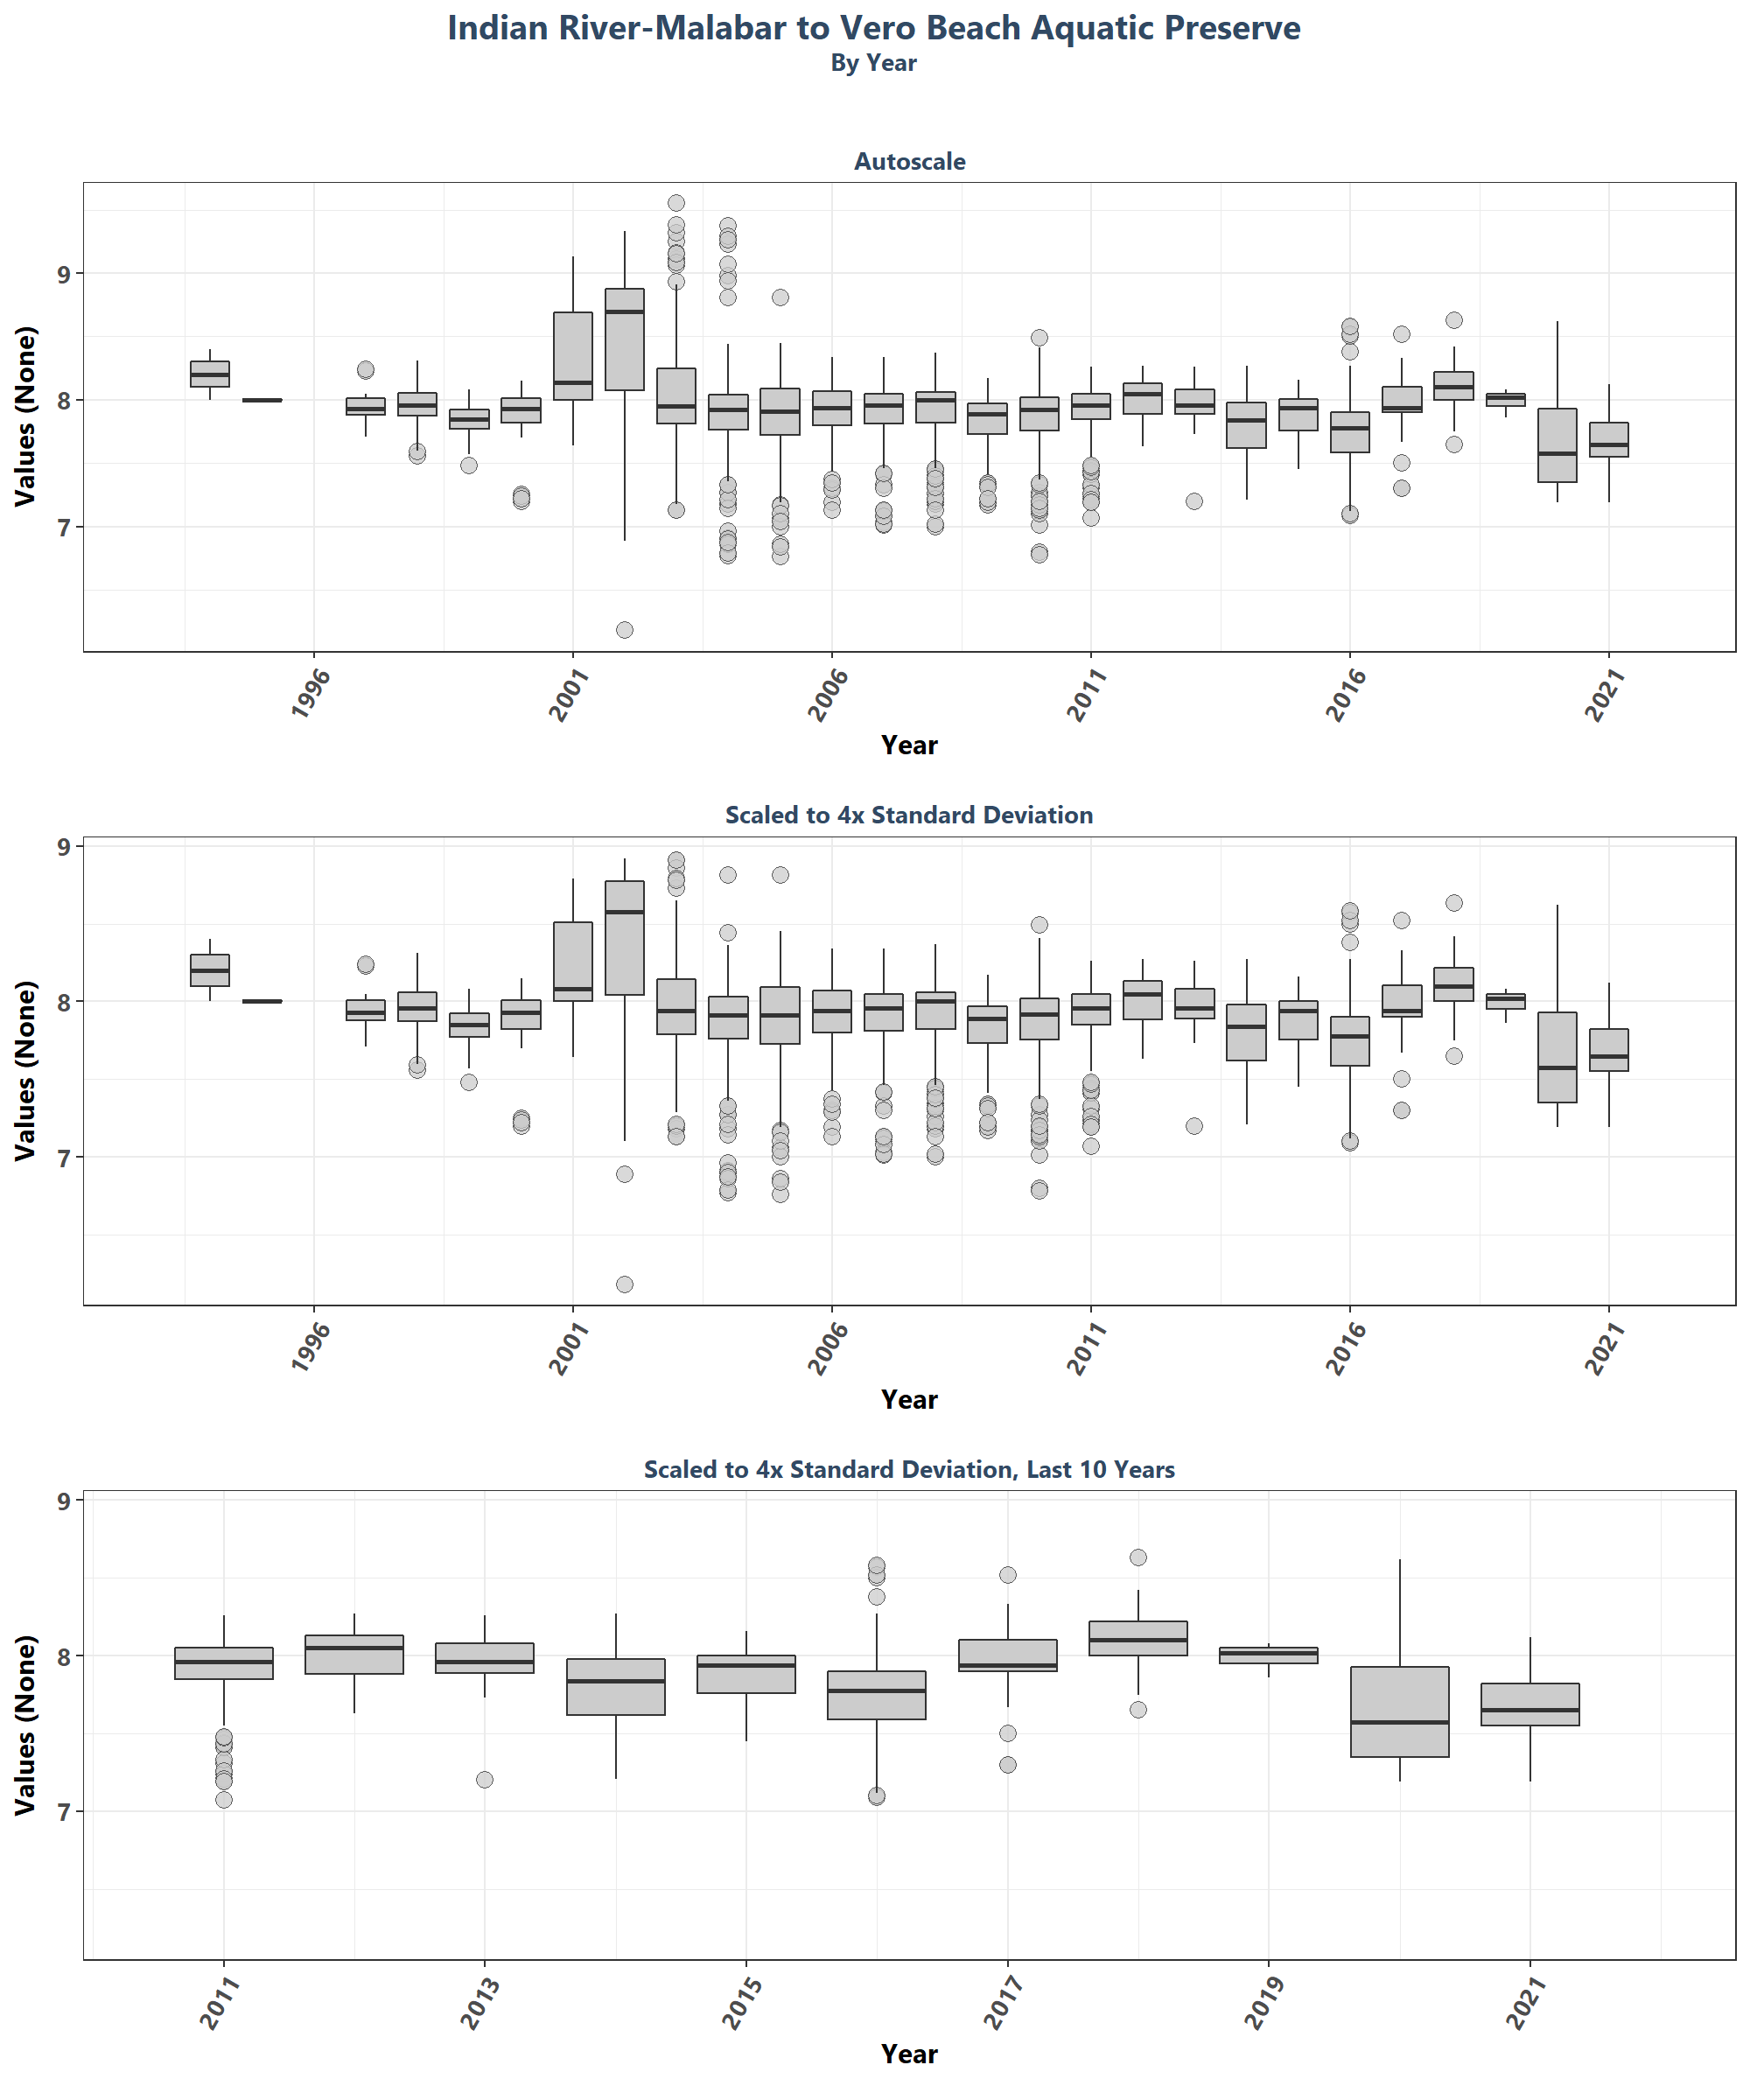 Indian River-Malabar to Vero Beach Aquatic Preserve
By Year
Autoscale
Values (None)
9
8
7
1996
2001
2006
2011
2016
2021
Year
Scaled to 4x Standard Deviation
Values (None)
9
8
7
1996
2001
2006
2011
2016
2021
Year
Scaled to 4x Standard Deviation, Last 10 Years
Values (None)
9
8
7
2011
2013
2015
2017
2019
2021
Year